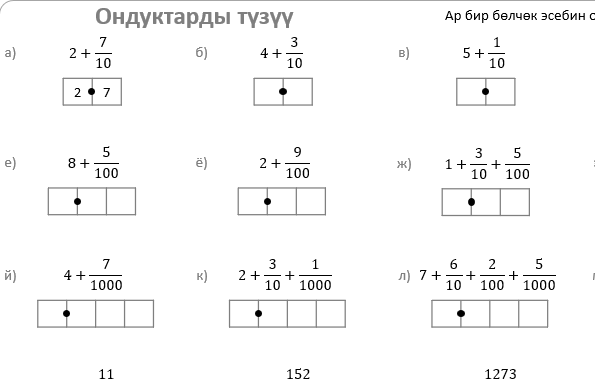 Ондуктарды түзүү
Ар бир бөлчөк эсебин
а) 2 + 7/10 б) 4 + 3/10 в) 5 + 1/10
2 • 7
е) 8 + 5/100 ё) 2 + 9/100 ж) 1 + 3/10 + 5/100
й) 4 + 7/1000 к) 2 + 3/10 + 1/1000 л) 7 + 6/10 + 2/100 + 5/1000
11 152 1273